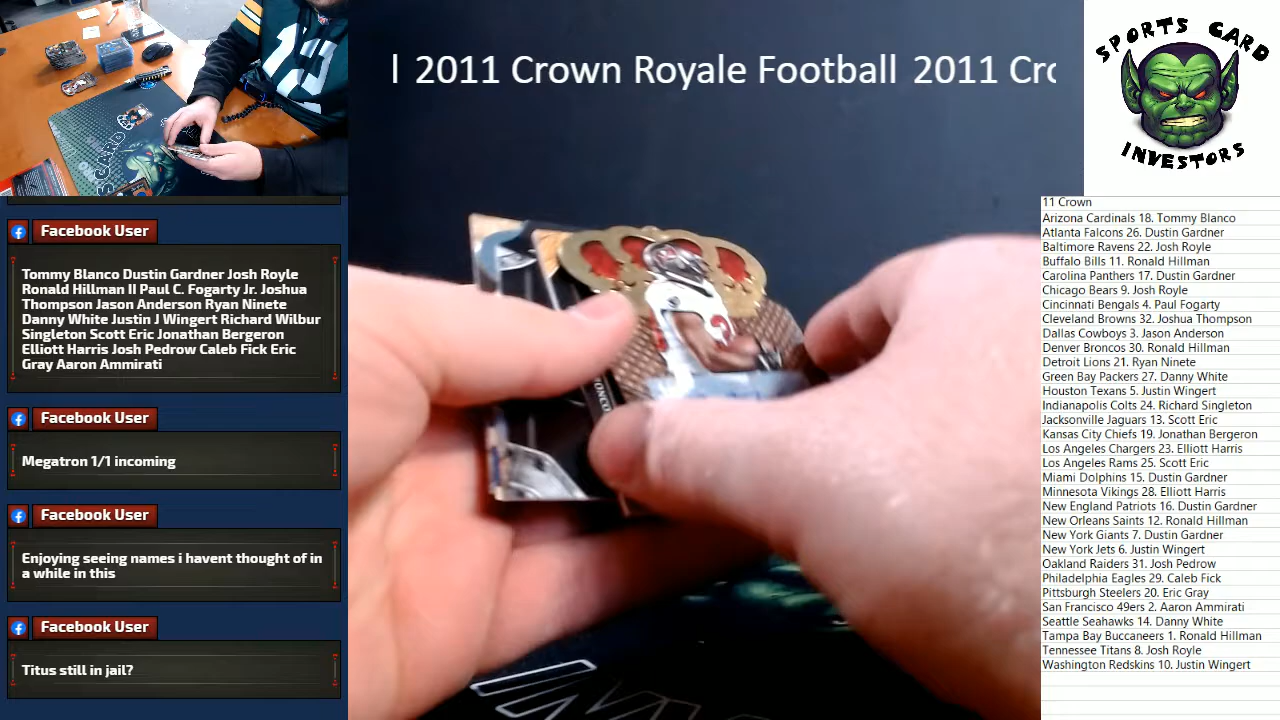 l 2011 Crown Royale Football 2011 Cro
SPORTS CARD
INVESTORS
Facebook User
Tommy Blanco Dustin Gardner Josh Royle
Ronald Hillman II Paul C. Fogarty Jr. Joshua
Thompson Jason Anderson Ryan Ninete
Danny White Justin J Wingert Richard Wilbur
Singleton Scott Eric Jonathan Bergeron
Elliott Harris Josh Pedrow Caleb Fick Eric
Gray Aaron Ammirati
Facebook User
Megatron 1/1 incoming
Facebook User
Enjoying seeing names i havent thought of in
a while in this
Facebook User
Titus still in jail?
11 Crown
Arizona Cardinals 18. Tommy Blanco
Atlanta Falcons 26. Dustin Gardner
Baltimore Ravens 22. Josh Royle
Buffalo Bills 11. Ronald Hillman
Carolina Panthers 17. Dustin Gardner
Chicago Bears 9. Josh Royle
Cincinnati Bengals 4. Paul Fogarty
Cleveland Browns 32. Joshua Thompson
Dallas Cowboys 3. Jason Anderson
Denver Broncos 30. Ronald Hillman
Detroit Lions 21. Ryan Ninete
Green Bay Packers 27. Danny White
Houston Texans 5. Justin Wingert
Indianapolis Colts 24. Richard Singleton
Jacksonville Jaguars 13. Scott Eric
Kansas City Chiefs 19. Jonathan Bergeron
Los Angeles Chargers 23. Elliott Harris
Los Angeles Rams 25. Scott Eric
Miami Dolphins 15. Dustin Gardner
Minnesota Vikings 28. Elliott Harris
New England Patriots 16. Dustin Gardner
New Orleans Saints 12. Ronald Hillman
New York Giants 7. Dustin Gardner
New York Jets 6. Justin Wingert
Oakland Raiders 31. Josh Pedrow
Philadelphia Eagles 29. Caleb Fick
Pittsburgh Steelers 20. Eric Gray
San Francisco 49ers 2. Aaron Ammirati
Seattle Seahawks 14. Danny White
Tampa Bay Buccaneers 1. Ronald Hillman
Tennessee Titans 8. Josh Royle
Washington Redskins 10. Justin Wingert